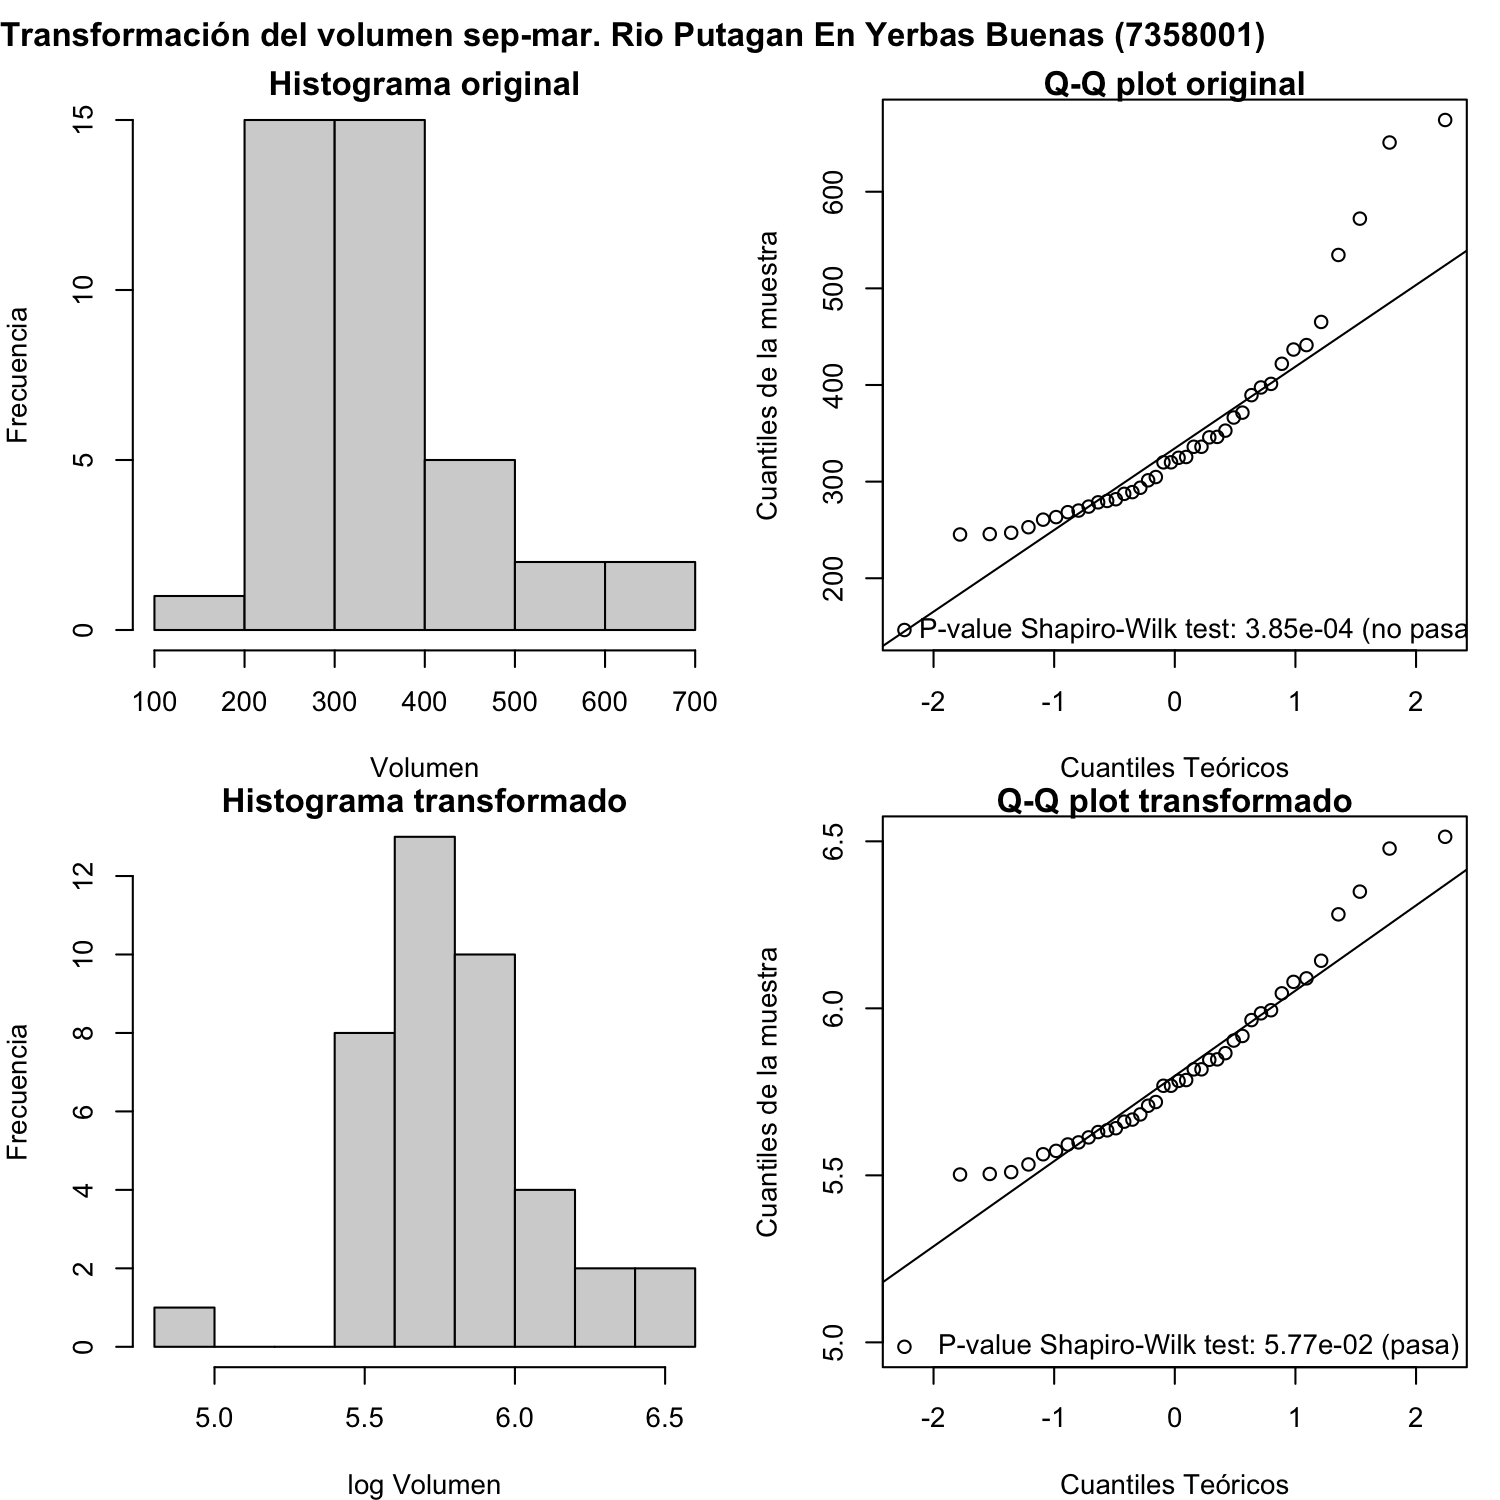 Transformación del volumen sep-mar. Rio Putagan En Yerbas Buenas (7358001)
Histograma original
Frecuencia
15
10
5
0
100 200 300 400 500 600 700
Volumen
Q-Q plot original
Cuantiles de la muestra
600
500
400
300
200
P-value Shapiro-Wilk test: 3.85e-04 (no pasa
-2 -1 0 1 2
Cuantiles Teóricos
Histograma transformado
Frecuencia
12
10
8
6
4
2
0
5.0 5.5 6.0 6.5
log Volumen
Q-Q plot transformado
Cuantiles de la muestra
6.5
6.0
5.5
5.0
P-value Shapiro-Wilk test: 5.77e-02 (pasa)
-2 -1 0 1 2
Cuantiles Teóricos